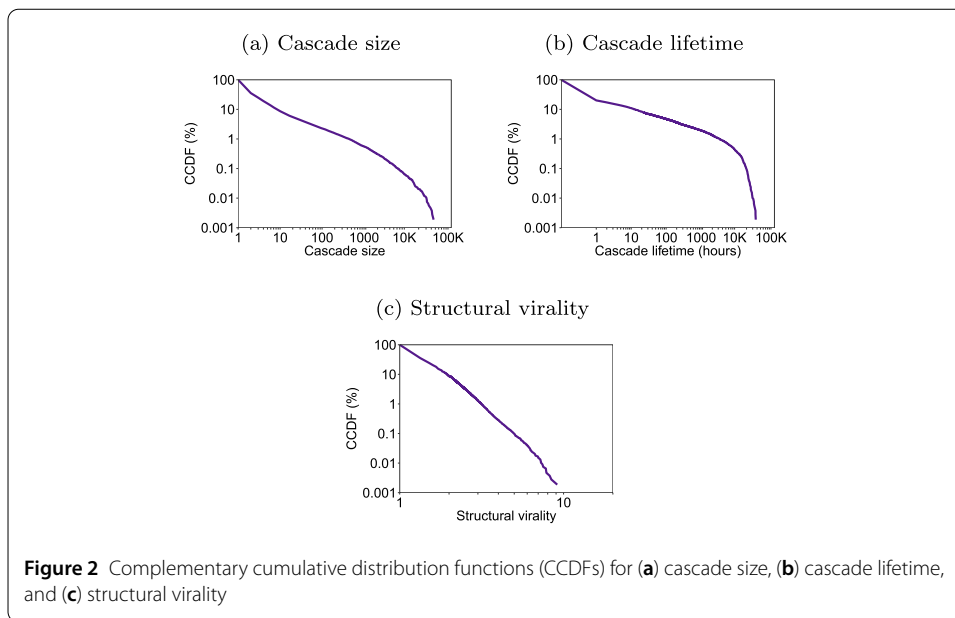 (a) Cascade size
(b) Cascade lifetime
100
10
1
0.1
0.01
0.001
CCDF (%)
1 10 100 1000 10K 100K
Cascade size
100
10
1
0.1
0.01
0.001
CCDF (%)
1 10 100 1000 10K 100K
Cascade lifetime (hours)
(c) Structural virality
100
10
1
0.1
0.01
0.001
CCDF (%)
1 10
Structural virality
Figure 2 Complementary cumulative distribution functions (CCDFs) for (a) cascade size, (b) cascade lifetime,
and (c) structural virality